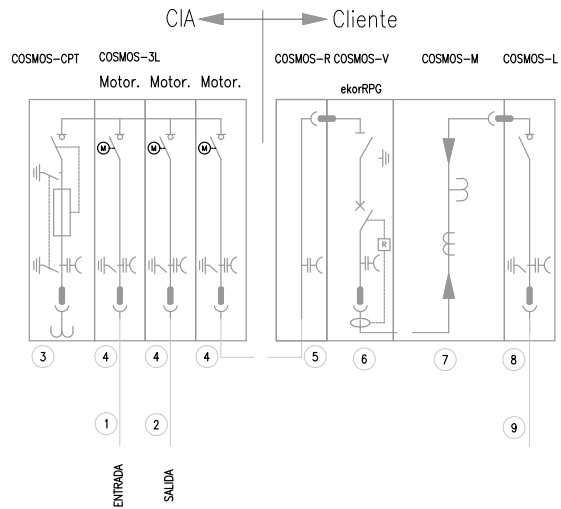 CIA Cliente
COSMOS-CPT COSMOS-3L COSMOS-R COSMOS-V COSMOS-M COSMOS-L
Motor. Motor. Motor. ekorRPG
M M M
R
3 4 4 4 5 6 7 8
1 2 9
ENTRADA SALIDA